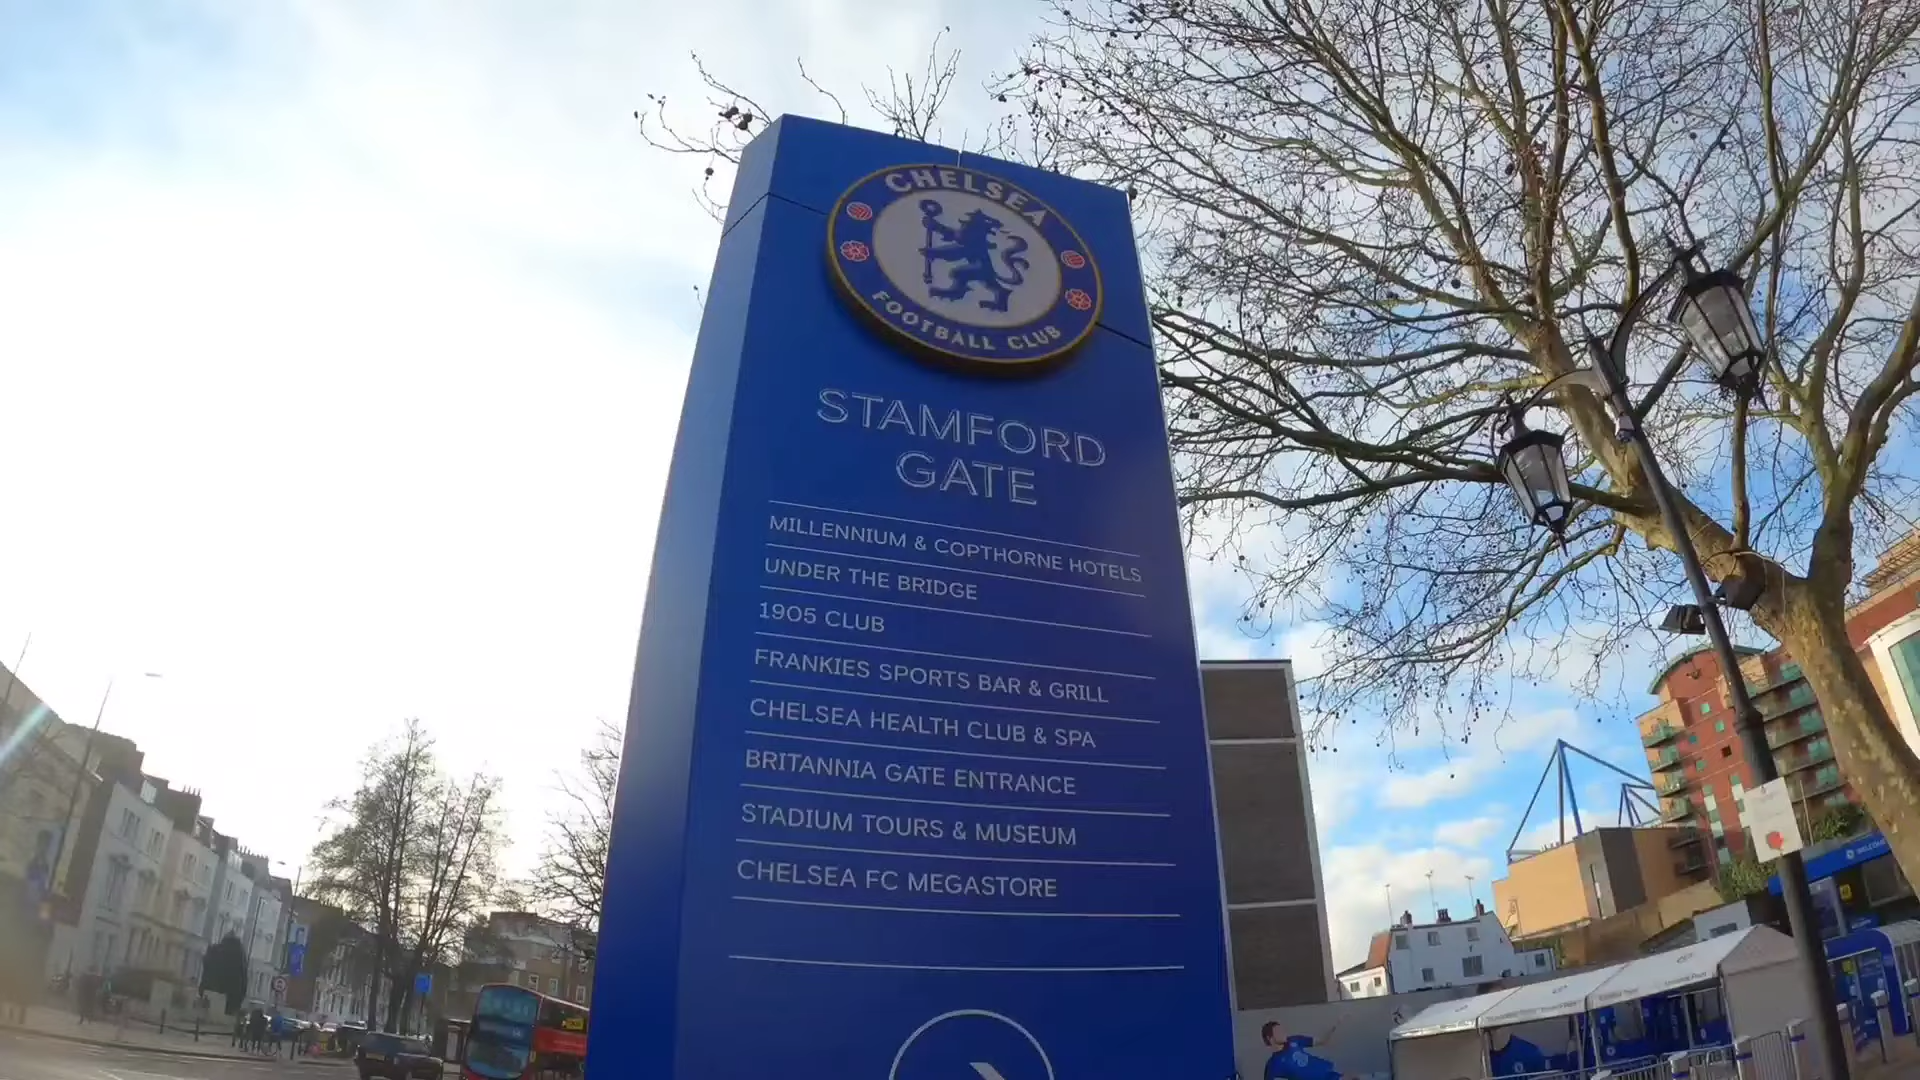 CHELSEA
FOOTBALL CLUB
STAMFORD
GATE
MILLENNIUM & COPTHORNE HOTELS
UNDER THE BRIDGE
1905 CLUB
FRANKIES SPORTS BAR & GRILL
CHELSEA HEALTH CLUB & SPA
BRITANNIA GATE ENTRANCE
STADIUM TOURS & MUSEUM
CHELSEA FC MEGASTORE